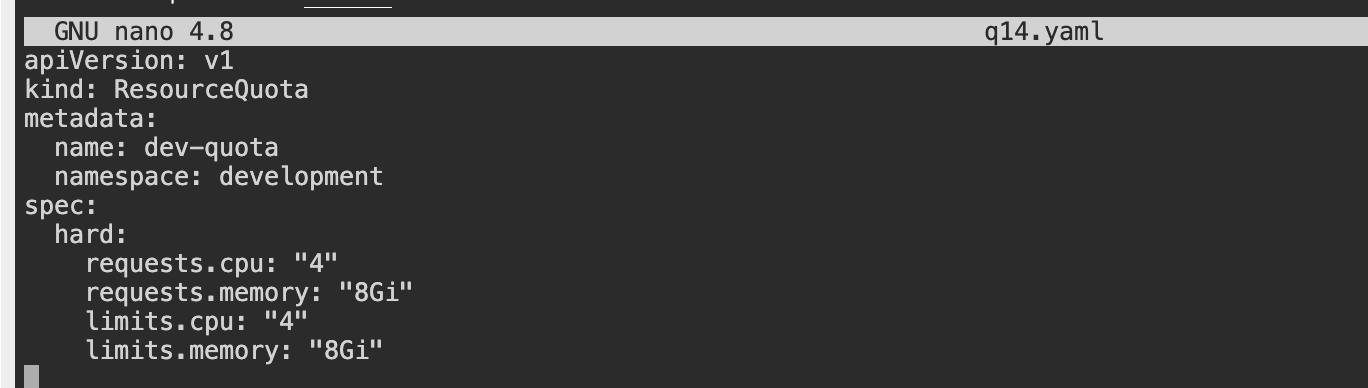 GNU nano 4.8 q14.yaml
apiVersion: v1
kind: ResourceQuota
metadata:
  name: dev-quota
  namespace: development
spec:
  hard:
    requests.cpu: "4"
    requests.memory: "8Gi"
    limits.cpu: "4"
    limits.memory: "8Gi"